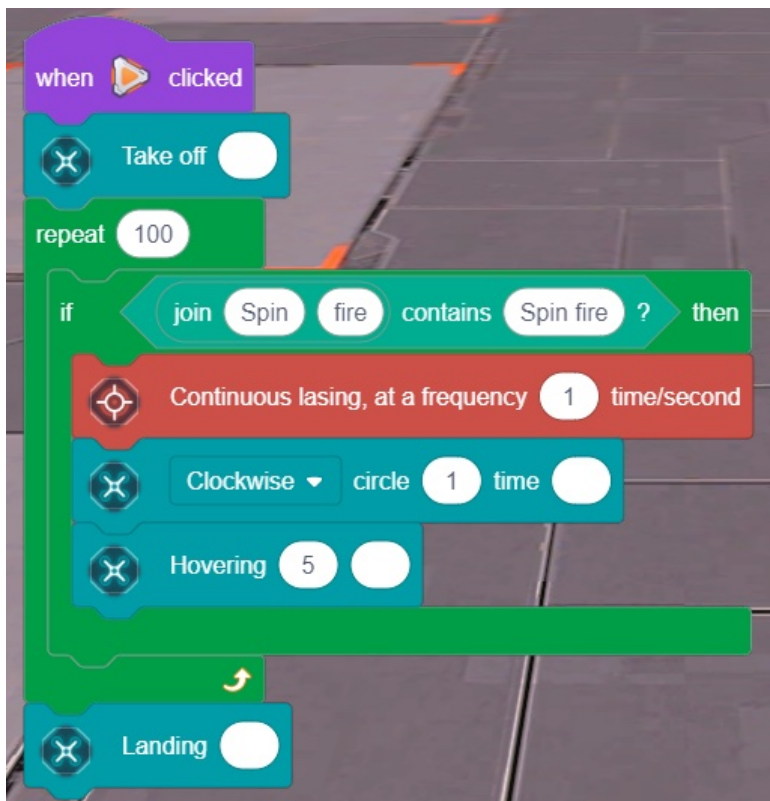 when clicked
Take off
repeat 100
if join Spin fire contains Spin fire ? then
Continuous lasing, at a frequency 1 time/second
Clockwise circle 1 time
Hovering 5
Landing